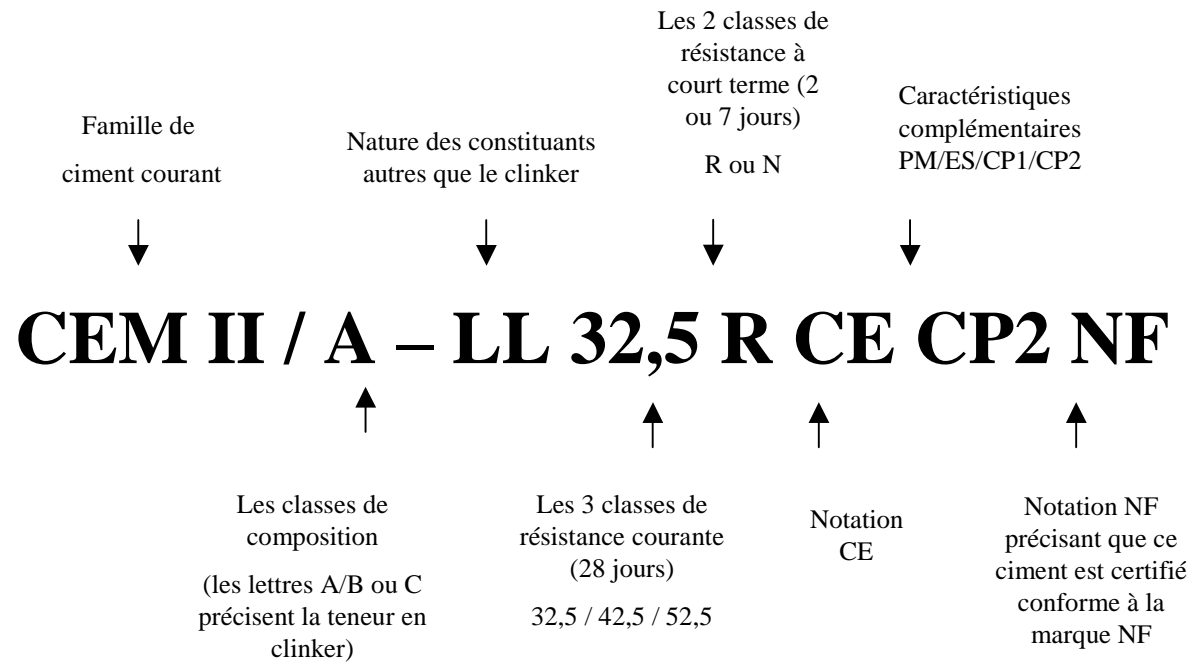 Les 2 classes de
résistance à
court terme (2
ou 7 jours)
R ou N
Caractéristiques
complémentaires
PM/ES/CP1/CP2
Famille de
ciment courant
Nature des constituants
autres que le clinker
CEM II / A – LL 32,5 R CE CP2 NF
Les classes de
composition
(les lettres A/B ou C
précisent la teneur en
clinker)
Les 3 classes de
résistance courante
(28 jours)
32,5 / 42,5 / 52,5
Notation
CE
Notation NF
précisant que ce
ciment est certifié
conforme à la
marque NF